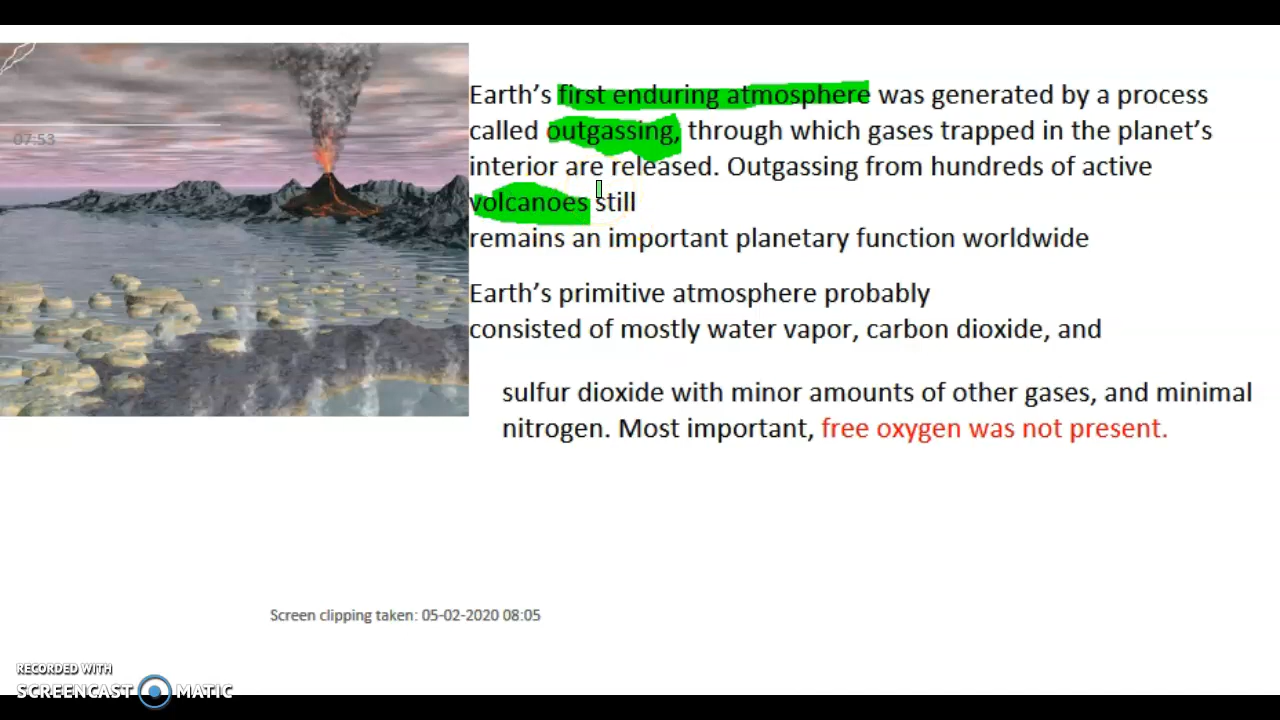 07:53
Earth's first enduring atmosphere was generated by a process
called outgassing, through which gases trapped in the planet's
interior are released. Outgassing from hundreds of active
volcanoes still
remains an important planetary function worldwide
Earth's primitive atmosphere probably
consisted of mostly water vapor, carbon dioxide, and
sulfur dioxide with minor amounts of other gases, and minimal
nitrogen. Most important, free oxygen was not present.
Screen clipping taken: 05-02-2020 08:05
RECORDED WITH
SCREENCAST MATIC